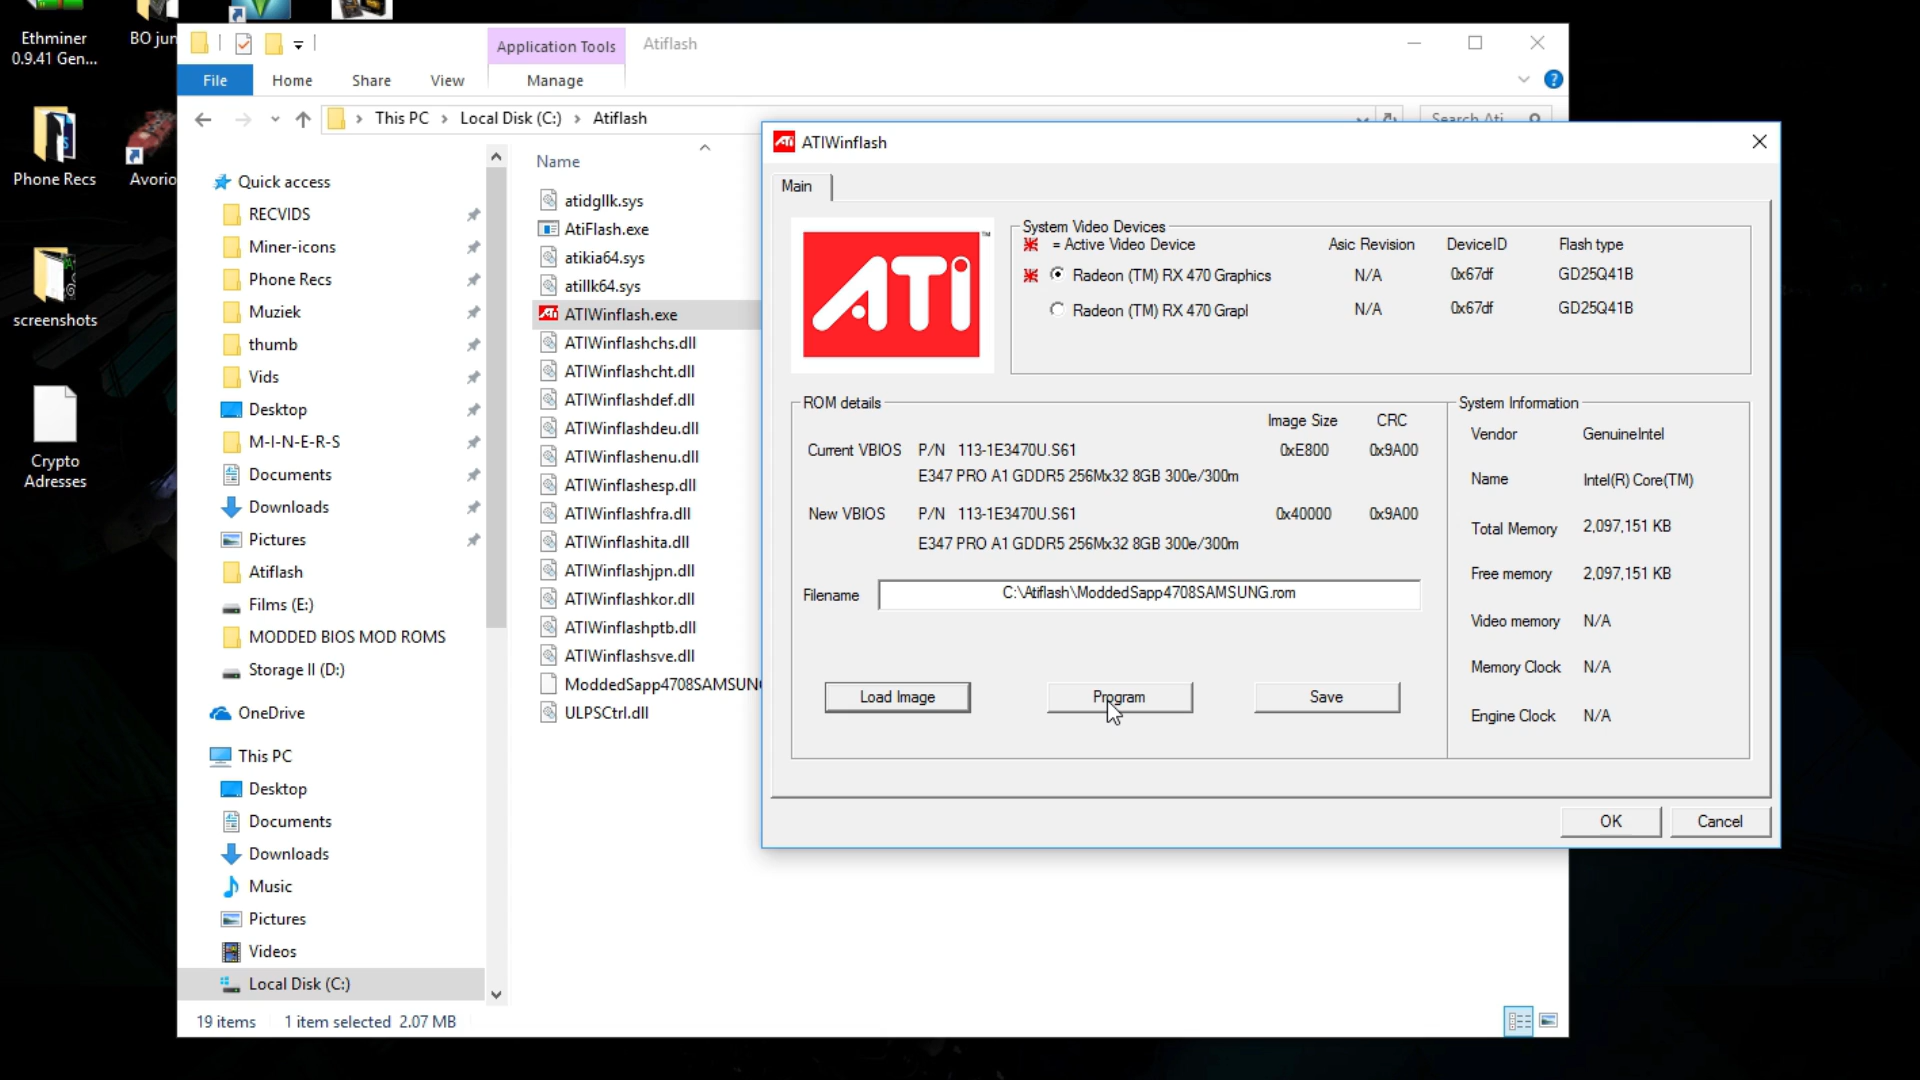 Ethminer
0.9.41 Gen...
BO jun
Phone Recs
Avorio
screenshots
Crypto
Adresses
Application Tools
Atiflash
File
Home
Share
View
Manage
This PC
Local Disk (C:)
Atiflash
Search Ati
Quick access
RECVIDS
Miner-icons
Phone Recs
Muziek
thumb
Vids
Desktop
M-I-N-E-R-S
Documents
Downloads
Pictures
Atiflash
Films (E:)
MODDED BIOS MOD ROMS
Storage II (D:)
OneDrive
This PC
Desktop
Documents
Downloads
Music
Pictures
Videos
Local Disk (C:)
Name
atidgllk.sys
AtiFlash.exe
atikia64.sys
atillk64.sys
ATIWinflash.exe
ATIWinflashchs.dll
ATIWinflashcht.dll
ATIWinflashdef.dll
ATIWinflashdeu.dll
ATIWinflashenu.dll
ATIWinflashesp.dll
ATIWinflashfra.dll
ATIWinflashita.dll
ATIWinflashjpn.dll
ATIWinflashkor.dll
ATIWinflashptb.dll
ATIWinflashsve.dll
ModdedSapp4708SAMSUNG
ULPSCtrl.dll
19 items 1 item selected 2.07 MB
ATIWinflash
Main
ATI ™
System Video Devices
= Active Video Device Asic Revision DeviceID Flash type
Radeon (TM) RX 470 Graphics N/A 0x67df GD25Q41B
Radeon (TM) RX 470 Grapl N/A 0x67df GD25Q41B
ROM details
Image Size CRC
Current VBIOS P/N 113-1E3470U.S61 0xE800 0x9A00
E347 PRO A1 GDDR5 256Mx32 8GB 300e/300m
New VBIOS P/N 113-1E3470U.S61 0x40000 0x9A00
E347 PRO A1 GDDR5 256Mx32 8GB 300e/300m
Filename C:\Atiflash\ModdedSapp4708SAMSUNG.rom
Load Image Program Save
System Information
Vendor GenuineIntel
Name Intel(R) Core(TM)
Total Memory 2,097,151 KB
Free memory 2,097,151 KB
Video memory N/A
Memory Clock N/A
Engine Clock N/A
OK Cancel